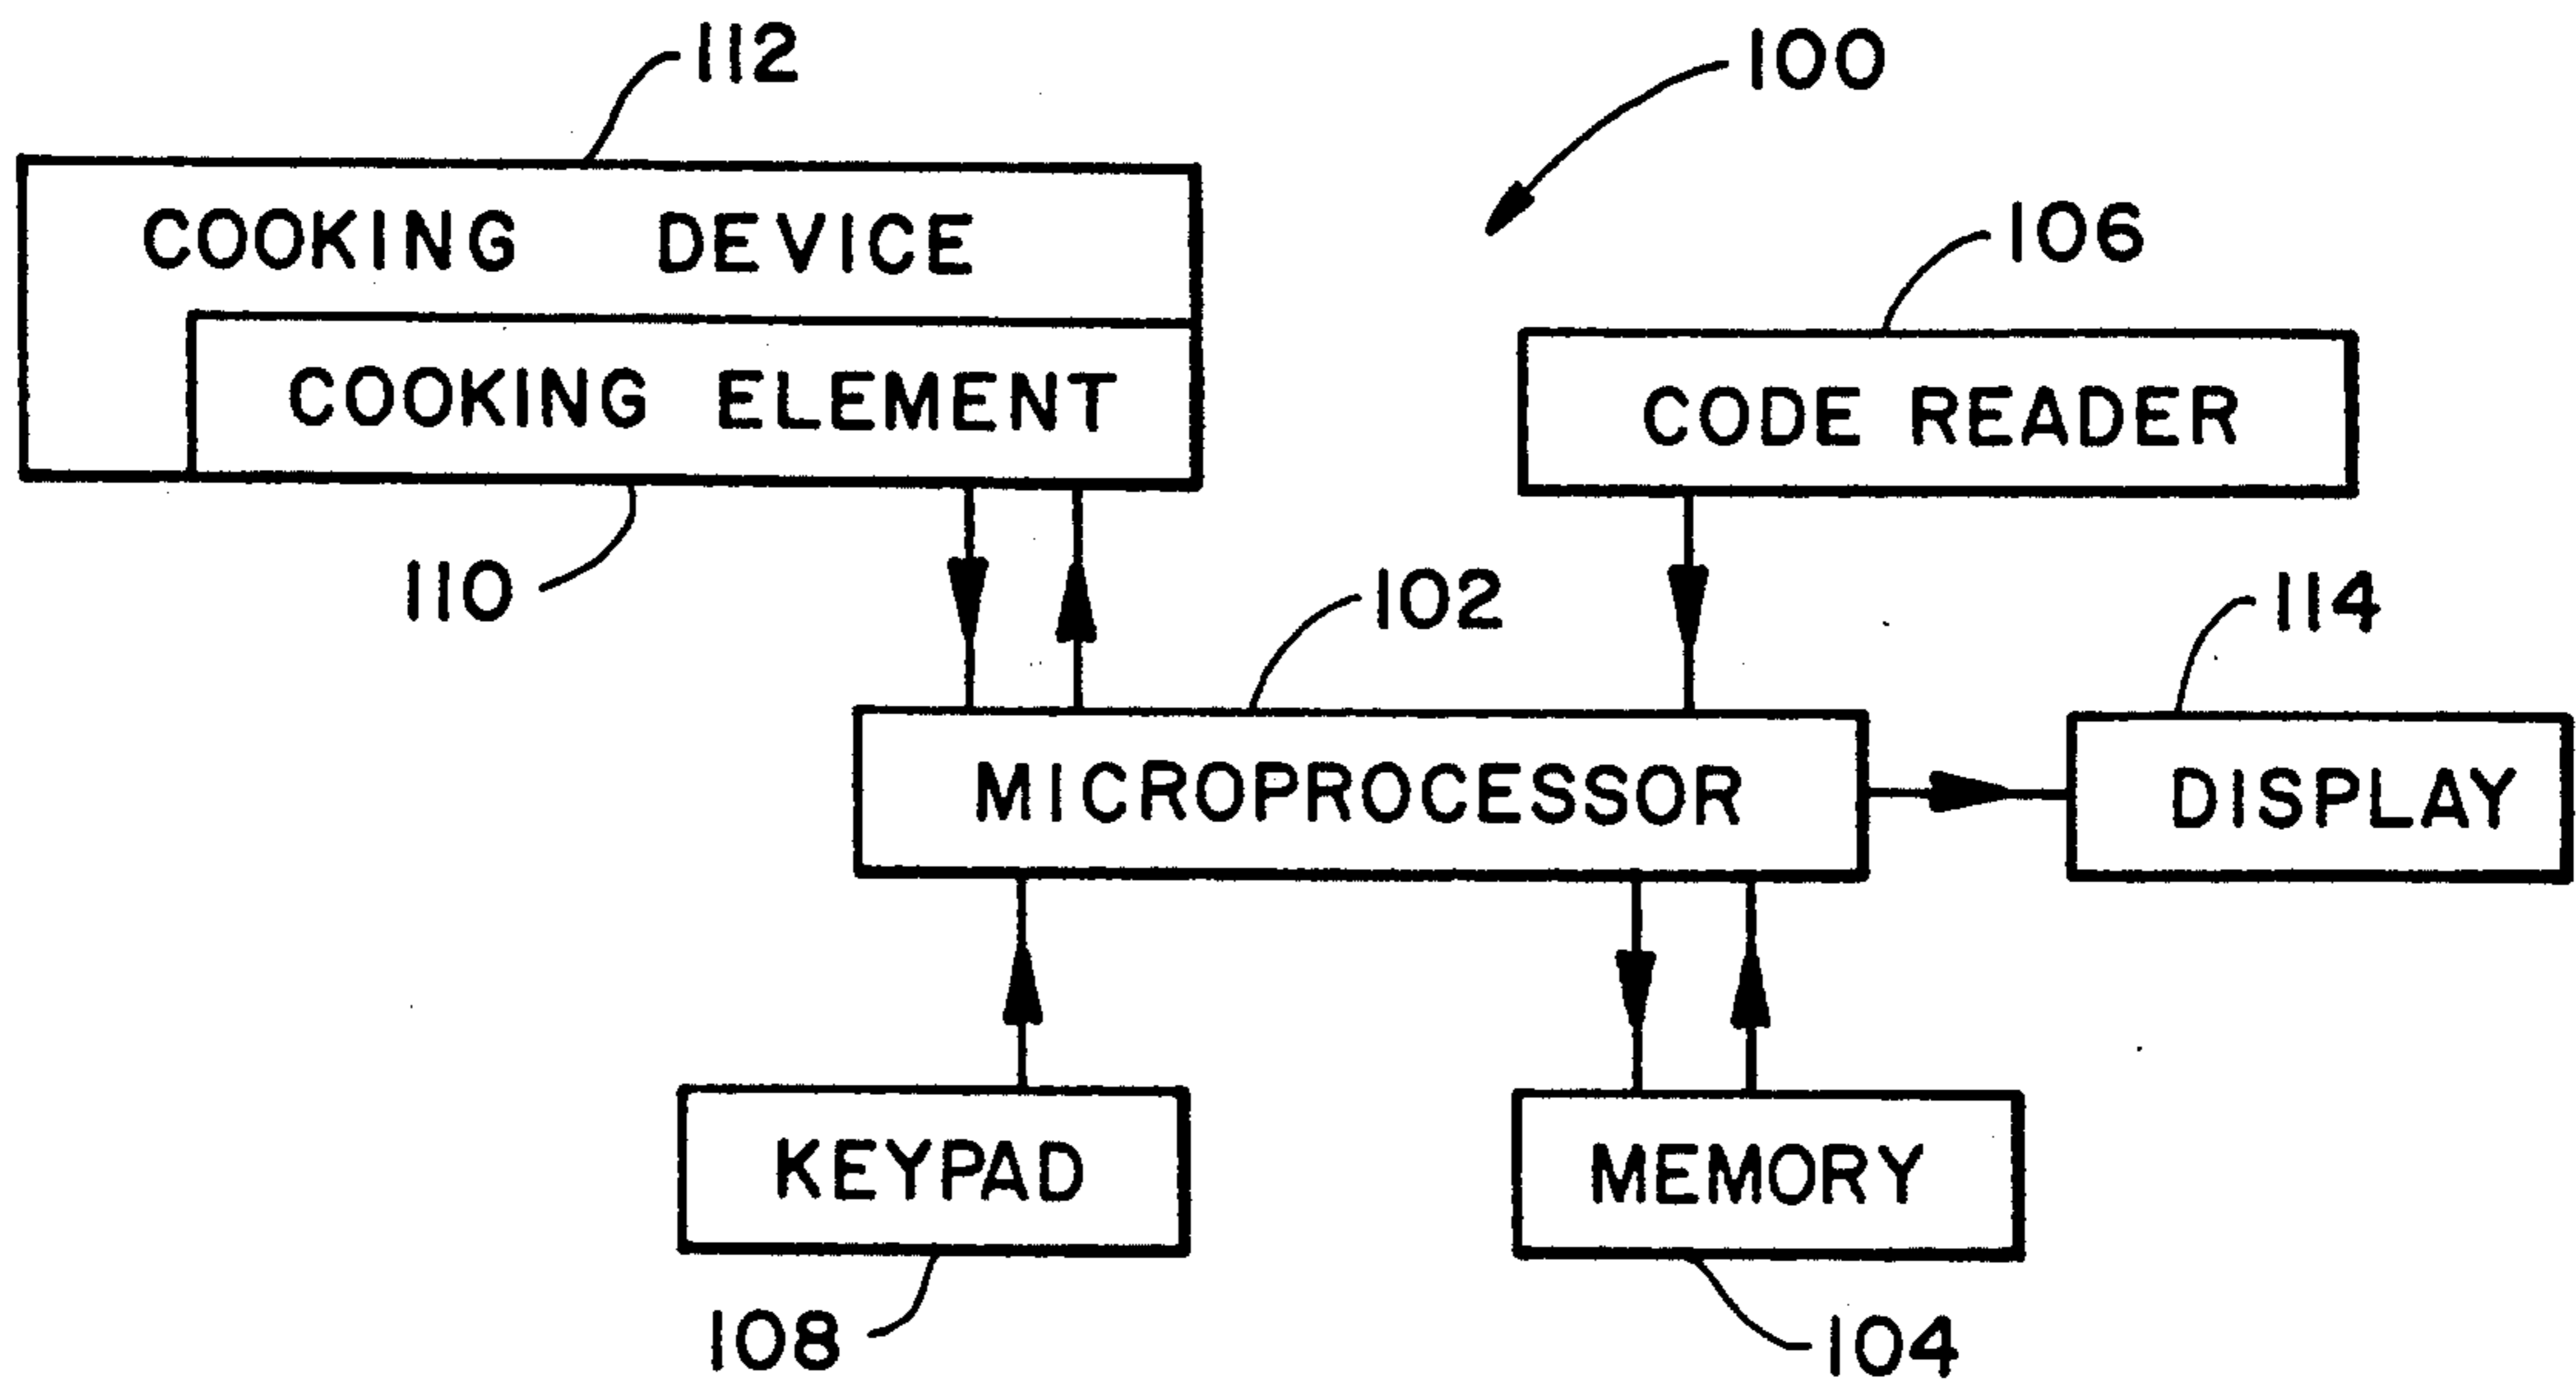 112
100
COOKING DEVICE
106
COOKING ELEMENT
CODE READER
110
102
114
MICROPROCESSOR
DISPLAY
KEYPAD
MEMORY
108
104